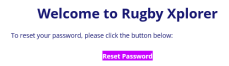 Welcome to Rugby Xplorer
To reset your password, please click the button below:
Reset Password